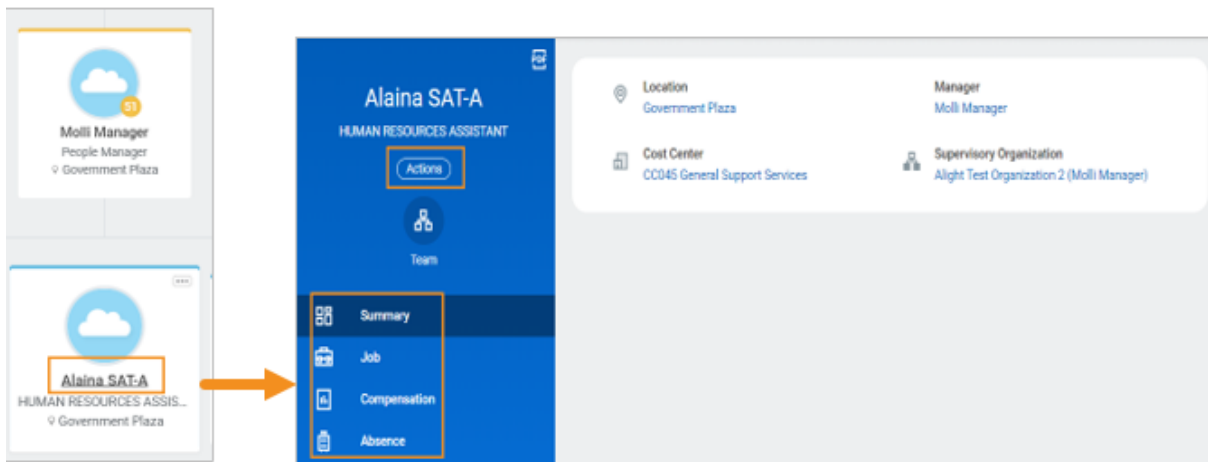 S1
Molli Manager
People Manager
Government Plaza
Alaina SAT-A
HUMAN RESOURCES ASSIS...
Government Plaza
PDF
Alaina SAT-A
HUMAN RESOURCES ASSISTANT
Actions
Team
Summary
Job
Compensation
Absence
Location
Government Plaza
Manager
Molli Manager
Cost Center
CC045 General Support Services
Supervisory Organization
Alight Test Organization 2 (Molli Manager)